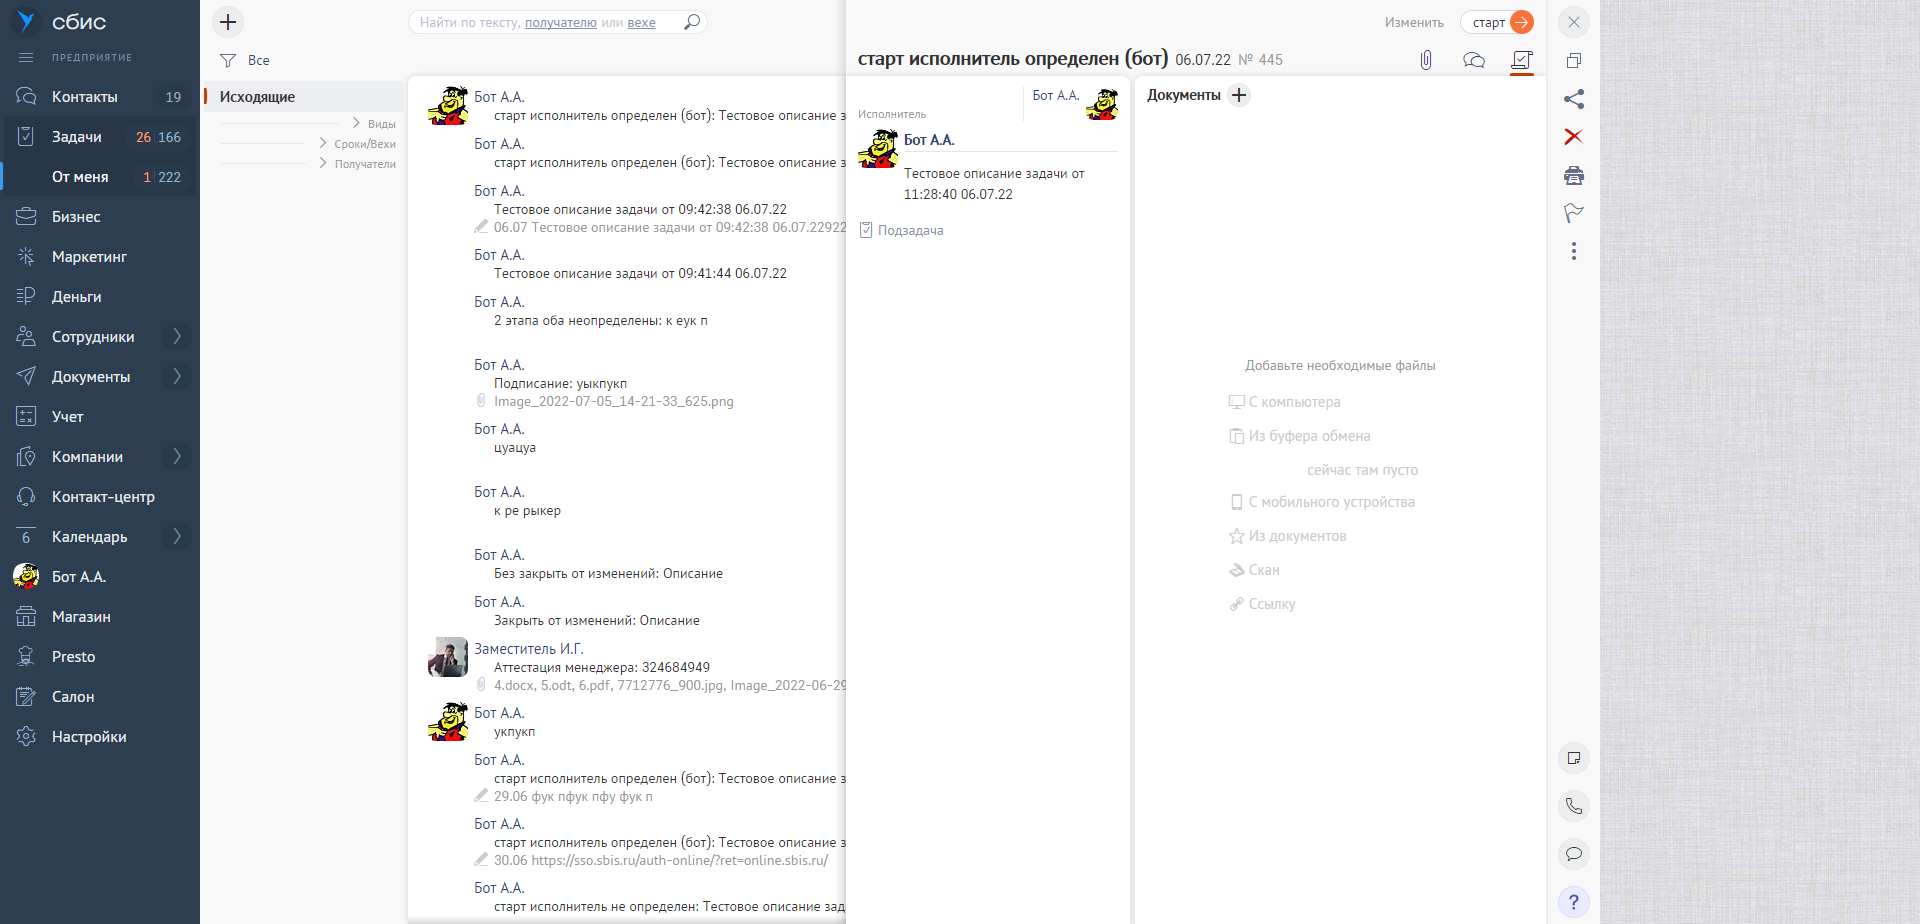 сбис
ПРЕДПРИЯТИЕ
Контакты 19
Задачи 26 166
От меня 1 222
Бизнес
Маркетинг
Деньги
Сотрудники
Документы
Учет
Компании
Контакт-центр
6 Календарь
Бот А.А.
Магазин
Presto
Салон
Настройки
Найти по тексту, получателю или вехе
Все
Исходящие
Виды
Сроки/Вехи
Получатели
Бот А.А.
старт исполнитель определен (бот): Тестовое описание з
Бот А.А.
старт исполнитель определен (бот): Тестовое описание з
Бот А.А.
Тестовое описание задачи от 09:42:38 06.07.22
06.07 Тестовое описание задачи от 09:42:38 06.07.22922
Бот А.А.
Тестовое описание задачи от 09:41:44 06.07.22
Бот А.А.
2 этапа оба неопределены: к еук п
Бот А.А.
Подписание: уыкпукп
Image_2022-07-05_14-21-33_625.png
Бот А.А.
цуацуа
Бот А.А.
к ре рыкер
Бот А.А.
Без закрыть от изменений: Описание
Бот А.А.
Закрыть от изменений: Описание
Заместитель И.Г.
Аттестация менеджера: 324684949
4.docx, 5.odt, 6.pdf, 7712776_900.jpg, Image_2022-06-29
Бот А.А.
укпукп
Бот А.А.
старт исполнитель определен (бот): Тестовое описание з
29.06 фук пфук пфу фук п
Бот А.А.
старт исполнитель определен (бот): Тестовое описание з
30.06 https://sso.sbis.ru/auth-online/?ret=online.sbis.ru/
Бот А.А.
старт исполнитель не определен: Тестовое описание зад
Изменить старт
старт исполнитель определен (бот) 06.07.22 № 445
Бот А.А.
Исполнитель
Бот А.А.
Тестовое описание задачи от
11:28:40 06.07.22
Подзадача
Документы
Добавьте необходимые файлы
С компьютера
Из буфера обмена
сейчас там пусто
С мобильного устройства
Из документов
Скан
Ссылку
?